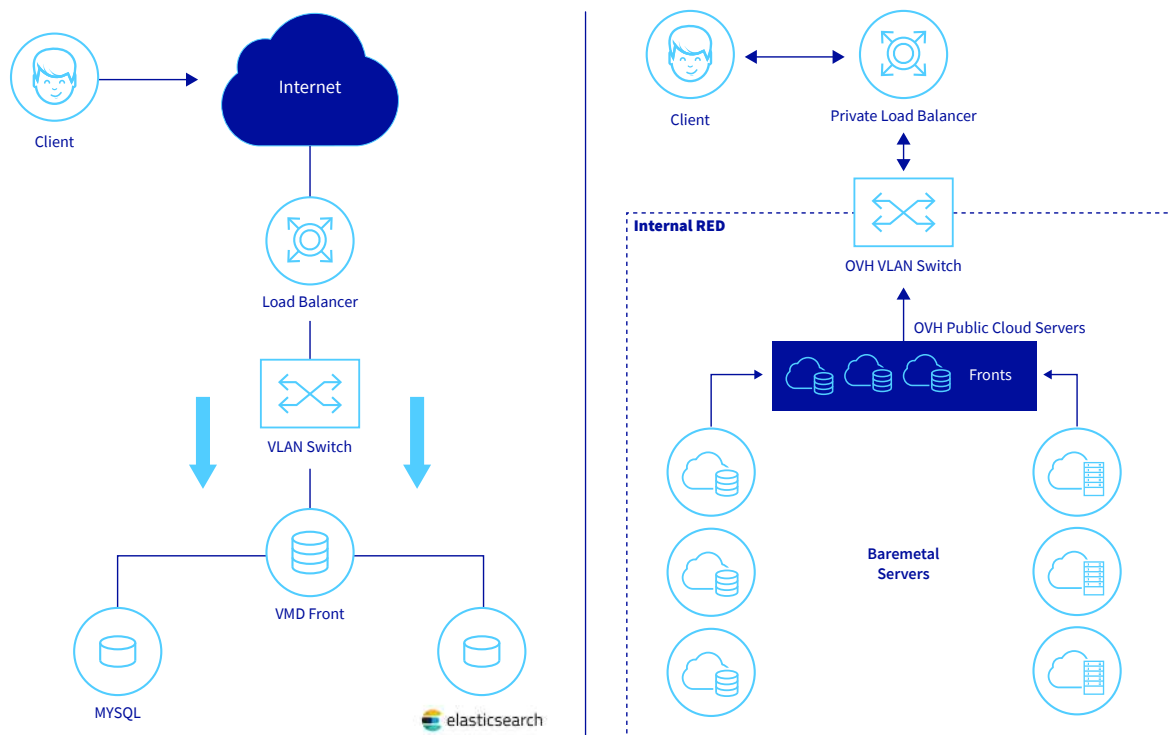 Internet
Client
Load Balancer
VLAN Switch
VMD Front
MYSQL
elasticsearch
Client
Private Load Balancer
Internal RED
OVH VLAN Switch
OVH Public Cloud Servers
Fronts
Baremetal
Servers